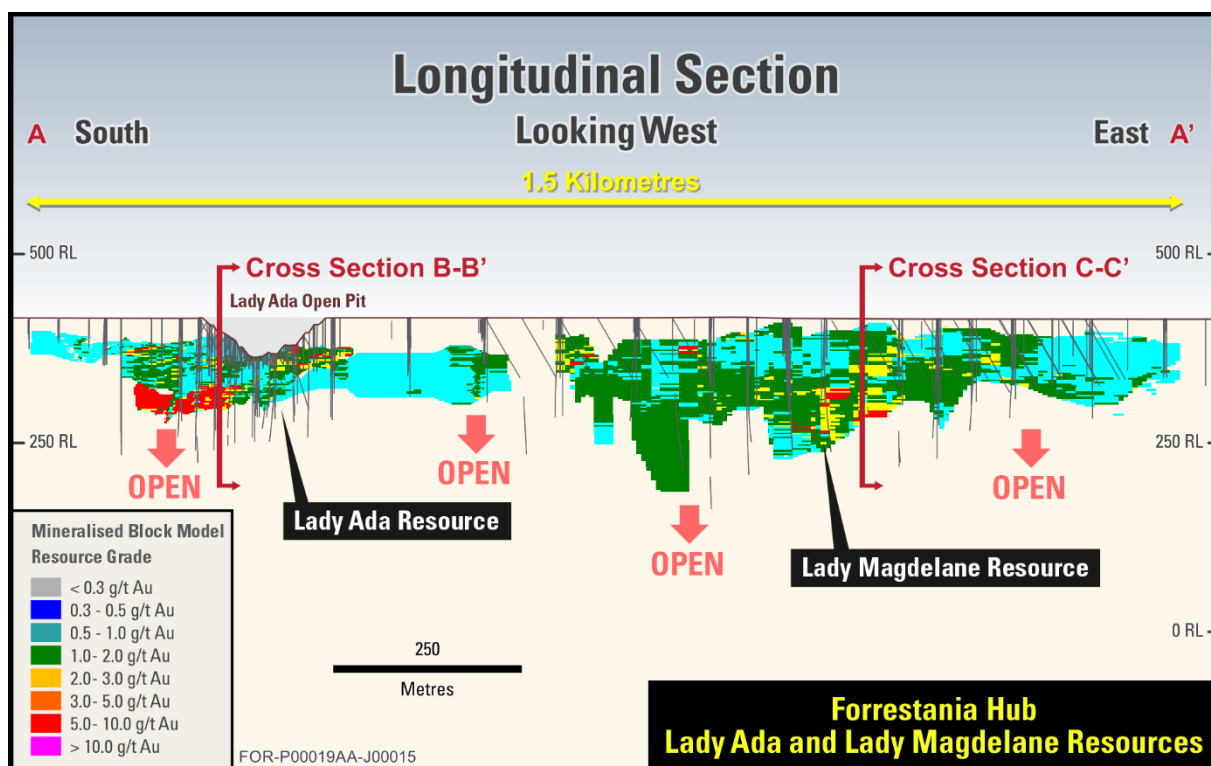 Longitudinal Section
A South Looking West East A'
1.5 Kilometres
500 RL 500 RL
Cross Section B-B' Cross Section C-C'
Lady Ada Open Pit
250 RL 250 RL
OPEN OPEN OPEN
Lady Ada Resource
OPEN
Lady Magdelane Resource
0 RL
Mineralised Block Model
Resource Grade
< 0.3 g/t Au
0.3 - 0.5 g/t Au
0.5 - 1.0 g/t Au
1.0- 2.0 g/t Au
2.0- 3.0 g/t Au
3.0- 5.0 g/t Au
5.0- 10.0 g/t Au
> 10.0 g/t Au
250
Metres
FOR-P00019AA-J00015
Forrestania Hub
Lady Ada and Lady Magdelane Resources